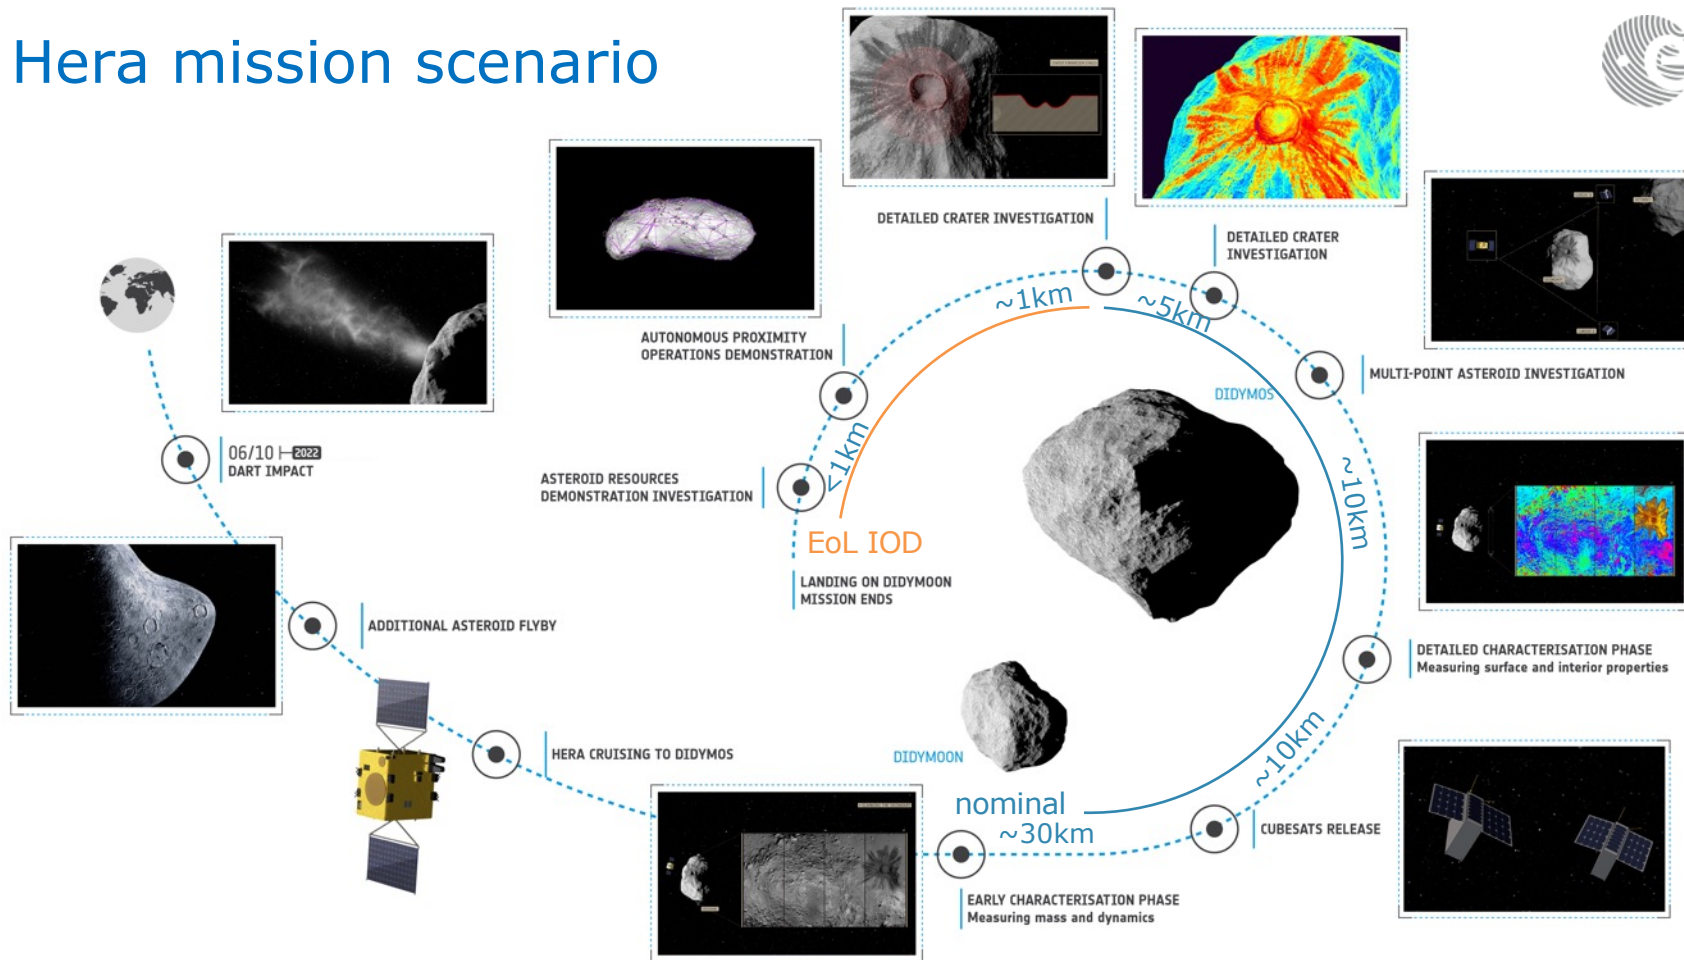 Hera mission scenario
06/10 2022
DART IMPACT
ADDITIONAL ASTEROID FLYBY
HERA CRUISING TO DIDYMOS
EARLY CHARACTERISATION PHASE
Measuring mass and dynamics
nominal
~30km
CUBESATS RELEASE
~10km
DETAILED CHARACTERISATION PHASE
Measuring surface and interior properties
~10km
MULTI-POINT ASTEROID INVESTIGATION
DETAILED CRATER
INVESTIGATION
~5km
DETAILED CRATER INVESTIGATION
~1km
AUTONOMOUS PROXIMITY
OPERATIONS DEMONSTRATION
<1km
ASTEROID RESOURCES
DEMONSTRATION INVESTIGATION
EoL IOD
LANDING ON DIDYMOON
MISSION ENDS
DIDYMOS
DIDYMOON